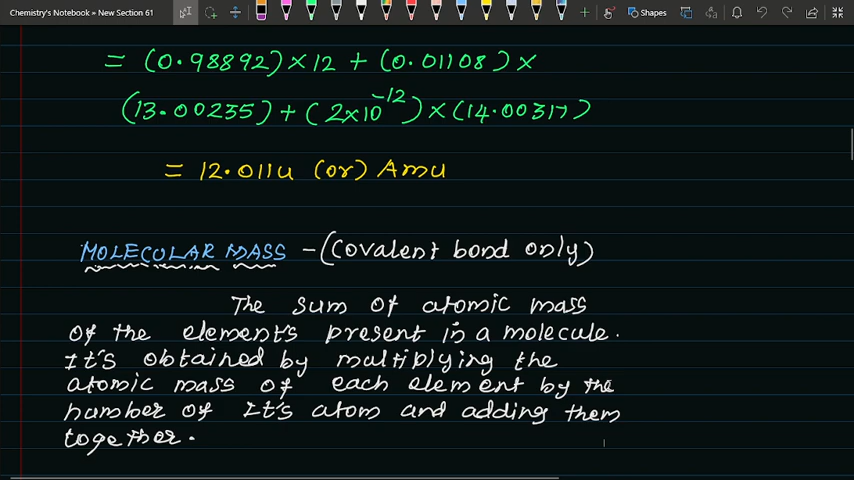 Chemistry's Notebook » New Section 61
Shapes
= (0.98892)×12 + (0.01108) ×
(13.00235) + (2×10⁻¹²) × (14.00317)
= 12.011u (or) Amu
MOLECULAR MASS - (Covalent bond only)
The sum of atomic mass
of the element's present in a molecule.
It's obtained by multiplying the
atomic mass of each element by the
number of It's atom and adding them
together.